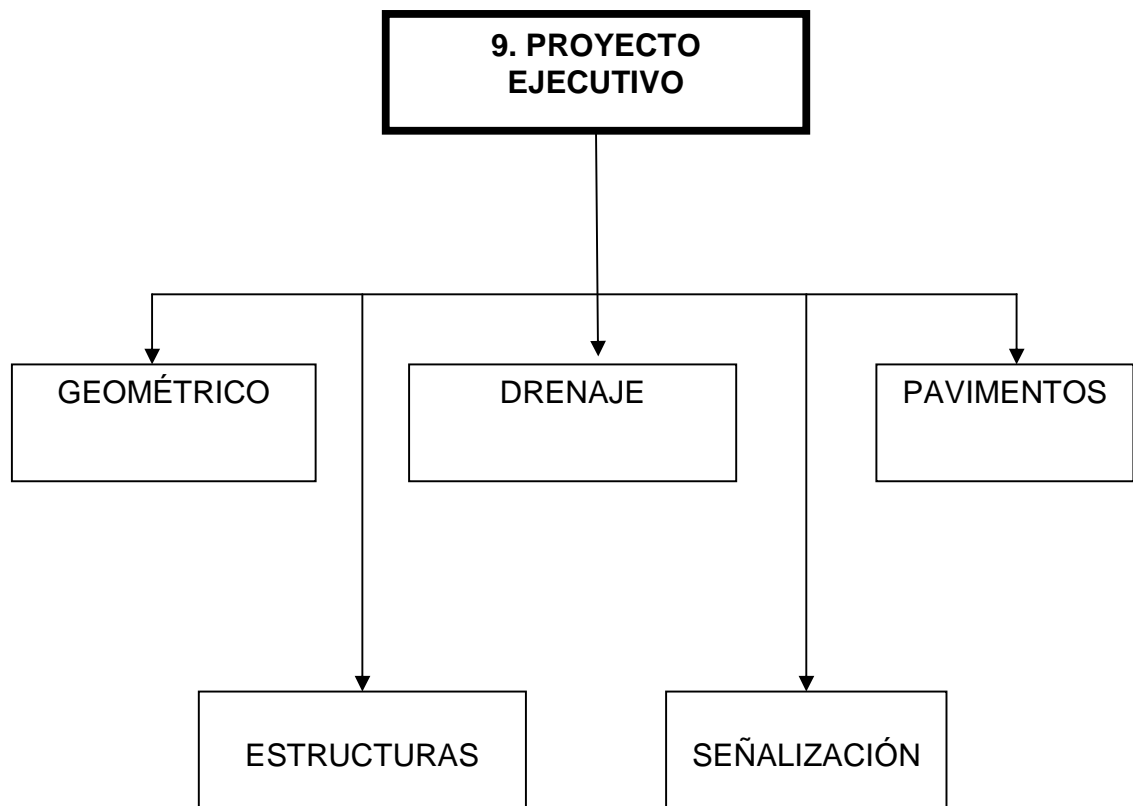 9. PROYECTO
EJECUTIVO
GEOMÉTRICO
DRENAJE
PAVIMENTOS
ESTRUCTURAS
SEÑALIZACIÓN